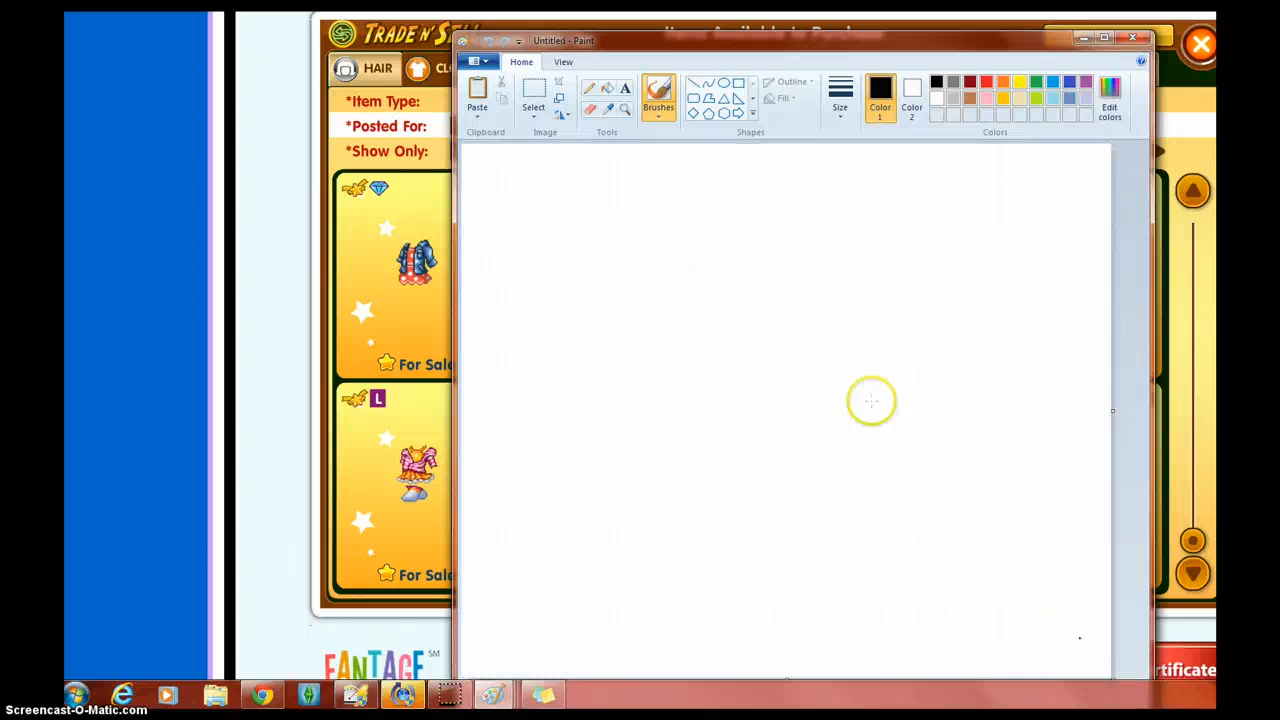 TRADE N' S
Untitled - Paint
HAIR
CL
Home
View
*Item Type:
*Posted For:
*Show Only:
Paste
Select
Brushes
Size
Outline
Fill
Color 1
Color 2
Edit colors
Clipboard
Image
Tools
Shapes
Colors
A
For Sale
L
For Sale
FANTAGE SM
rtificate
Screencast-O-Matic.com